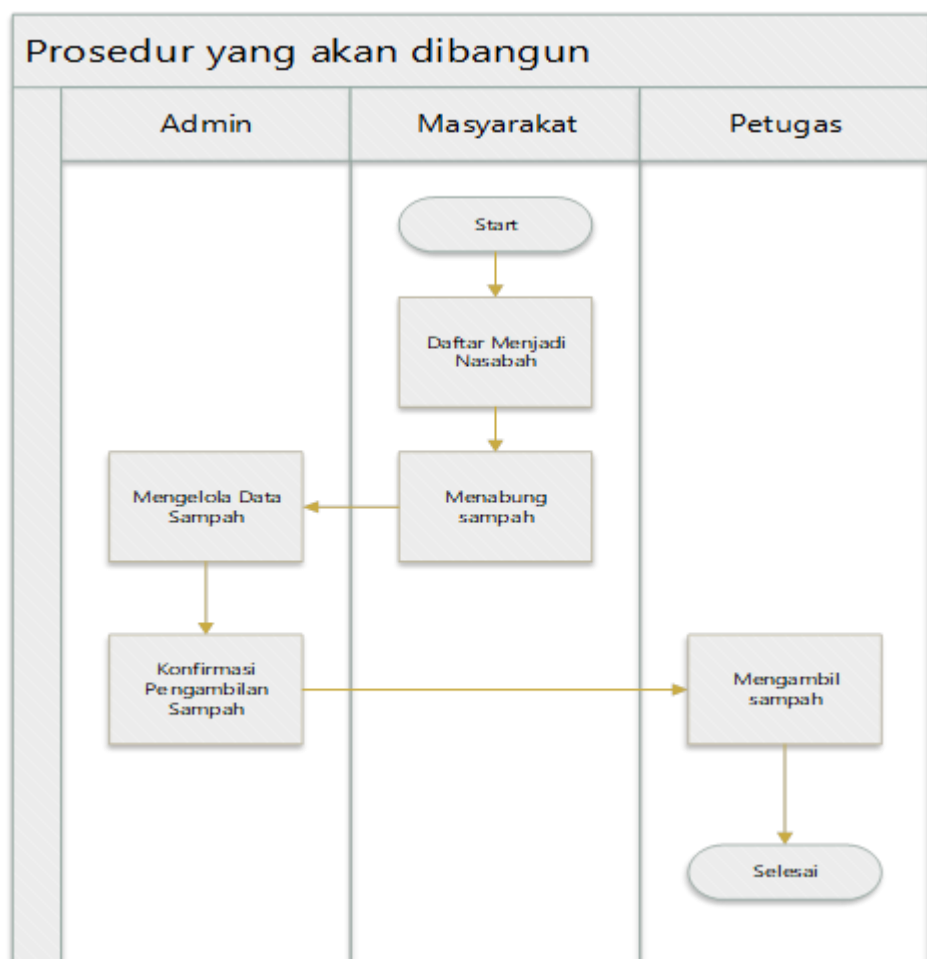 Prosedur yang akan dibangun
Admin
Masyarakat
Petugas
Start
Daftar Menjadi
Nasabah
Menabung
sampah
Mengelola Data
Sampah
Konfirmasi
Pengambilan
Sampah
Mengambil
sampah
Selesai